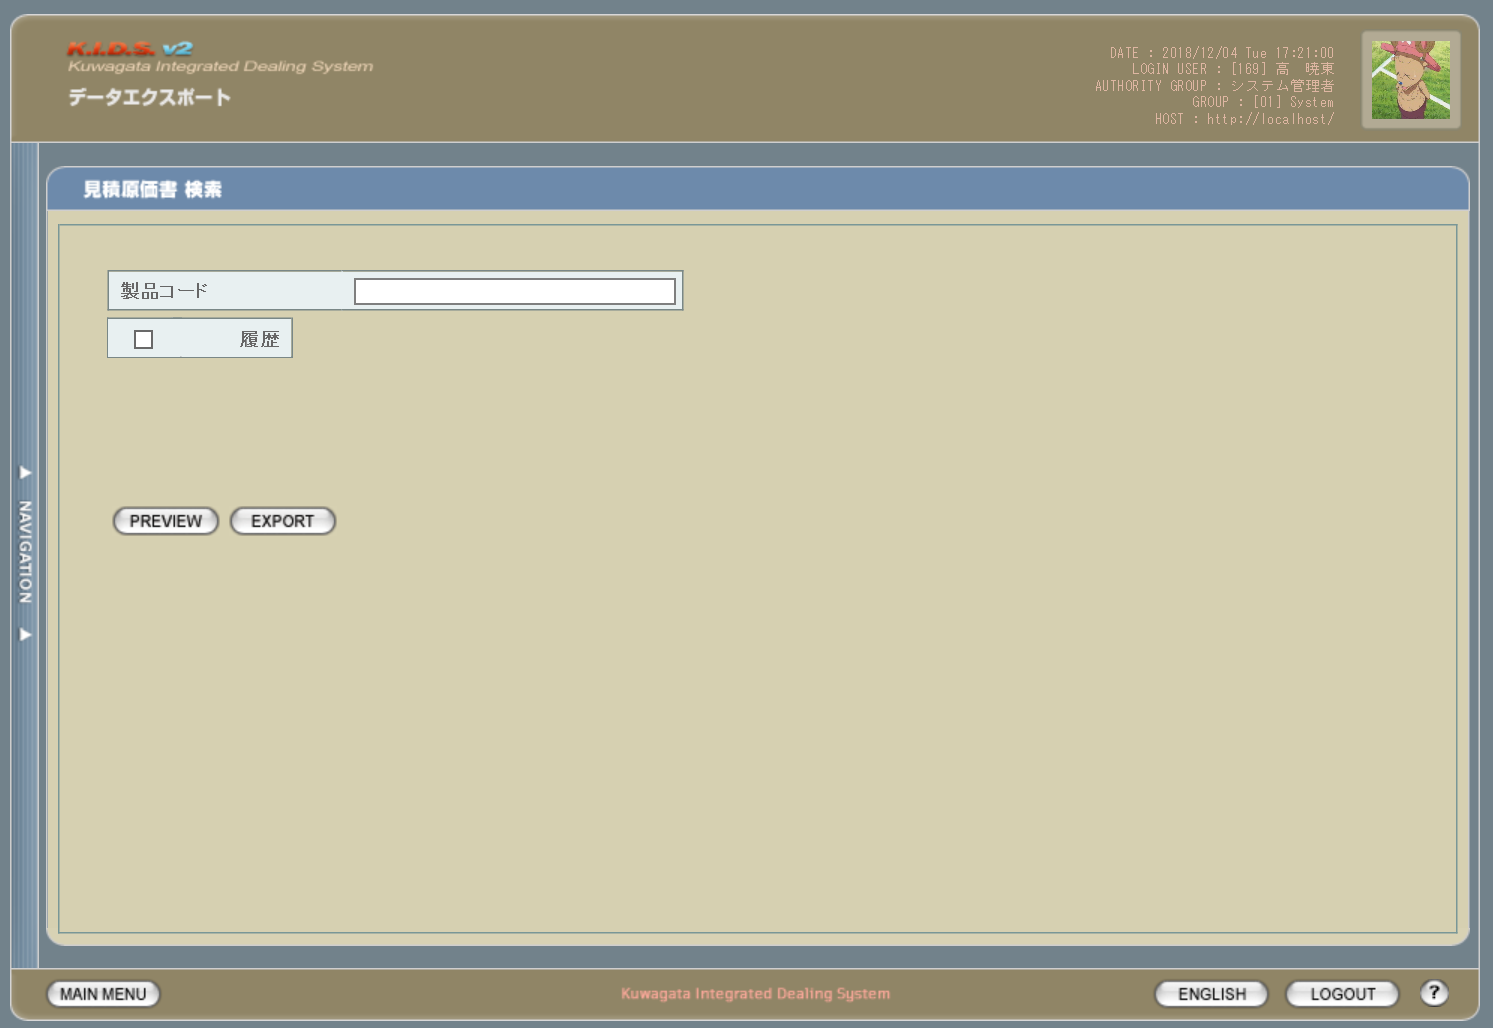 K.I.D.S. v2
Kuwagata Integrated Dealing System
データエクスポート
DATE : 2018/12/04 Tue 17:21:00
LOGIN USER : [169] 高　暁東
AUTHORITY GROUP : システム管理者
GROUP : [01] System
HOST : http://localhost/
見積原価書 検索
製品コード
履歴
PREVIEW EXPORT
NAVIGATION
MAIN MENU Kuwagata Integrated Dealing System ENGLISH LOGOUT ?